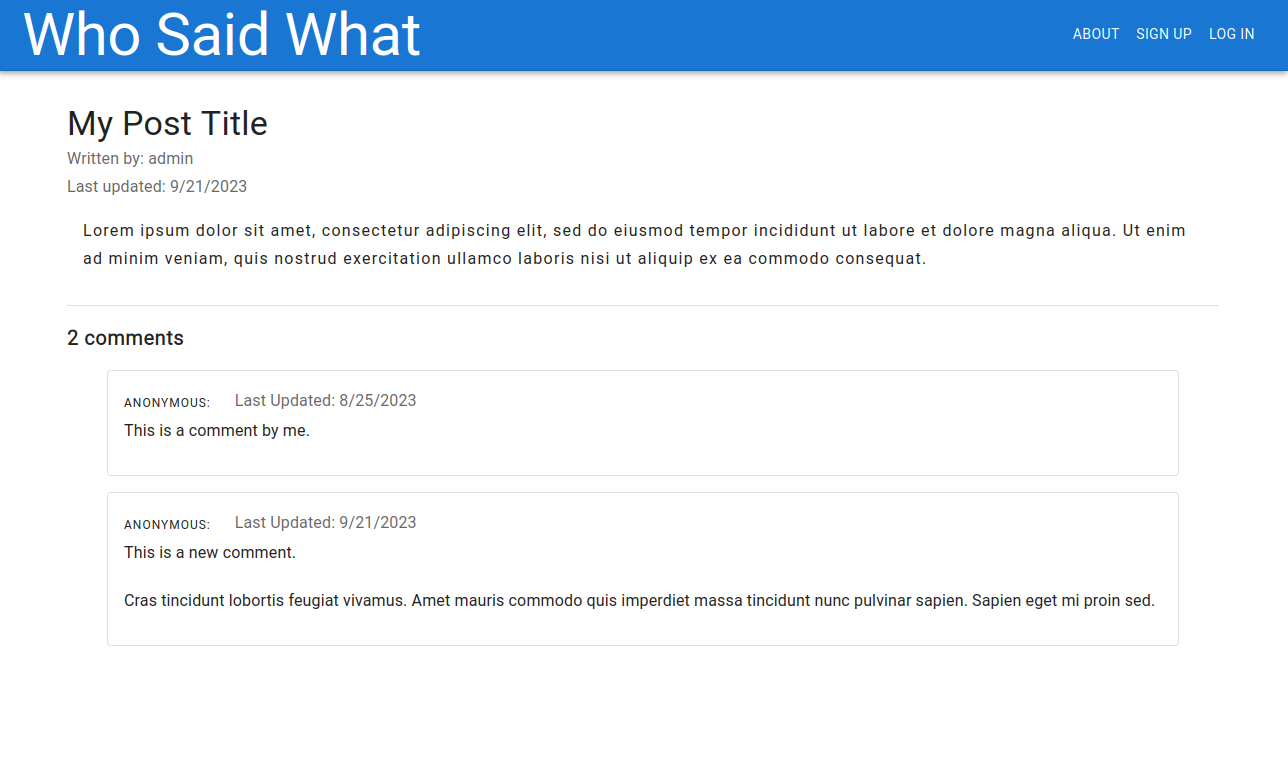 Who Said What
ABOUT SIGN UP LOG IN
My Post Title
Written by: admin
Last updated: 9/21/2023
Lorem ipsum dolor sit amet, consectetur adipiscing elit, sed do eiusmod tempor incididunt ut labore et dolore magna aliqua. Ut enim
ad minim veniam, quis nostrud exercitation ullamco laboris nisi ut aliquip ex ea commodo consequat.
2 comments
ANONYMOUS: Last Updated: 8/25/2023
This is a comment by me.
ANONYMOUS: Last Updated: 9/21/2023
This is a new comment.
Cras tincidunt lobortis feugiat vivamus. Amet mauris commodo quis imperdiet massa tincidunt nunc pulvinar sapien. Sapien eget mi proin sed.